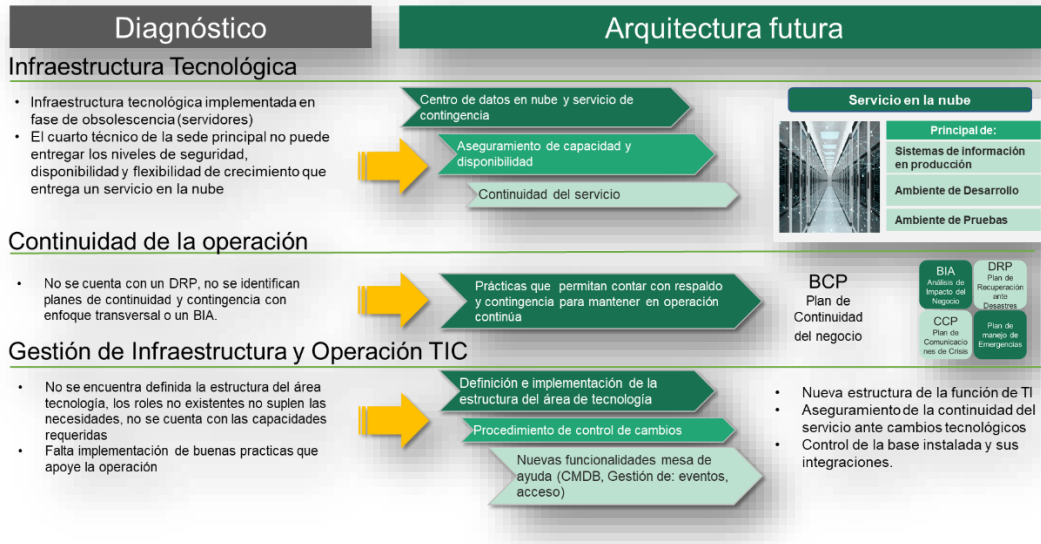 Diagnóstico
Arquitectura futura
Infraestructura Tecnológica
• Infraestructura tecnológica implementada en
fase de obsolescencia (servidores)
• El cuarto técnico de la sede principal no puede
entregar los niveles de seguridad,
disponibilidad y flexibilidad de crecimiento que
entrega un servicio en la nube
Centro de datos en nube y servicio de
contingencia
Aseguramiento de capacidad y
disponibilidad
Continuidad del servicio
Servicio en la nube
Principal de:
Sistemas de información
en producción
Ambiente de Desarrollo
Ambiente de Pruebas
Continuidad de la operación
• No se cuenta con un DRP, no se identifican
planes de continuidad y contingencia con
enfoque transversal o un BIA.
Prácticas que permitan contar con respaldo
y contingencia para mantener en operación
continúa
BCP
Plan de
Continuidad
del negocio
BIA
Análisis de
Impacto del
Negocio
DRP
Plan de
Recuperación
ante
Desastres
CCP
Plan de
Comunicacio
nes de Crisis
Plan de
manejo de
Emergencias
Gestión de Infraestructura y Operación TIC
• No se encuentra definida la estructura del área
tecnología, los roles no existentes no suplen las
necesidades, no se cuenta con las capacidades
requeridas
• Falta implementación de buenas practicas que
apoye la operación
Definición e implementación de la
estructura del área de tecnología
Procedimiento de control de cambios
Nuevas funcionalidades mesa de
ayuda (CMDB, Gestión de: eventos,
acceso)
• Nueva estructura de la función de TI
• Aseguramiento de la continuidad del
servicio ante cambios tecnológicos
• Control de la base instalada y sus
integraciones.